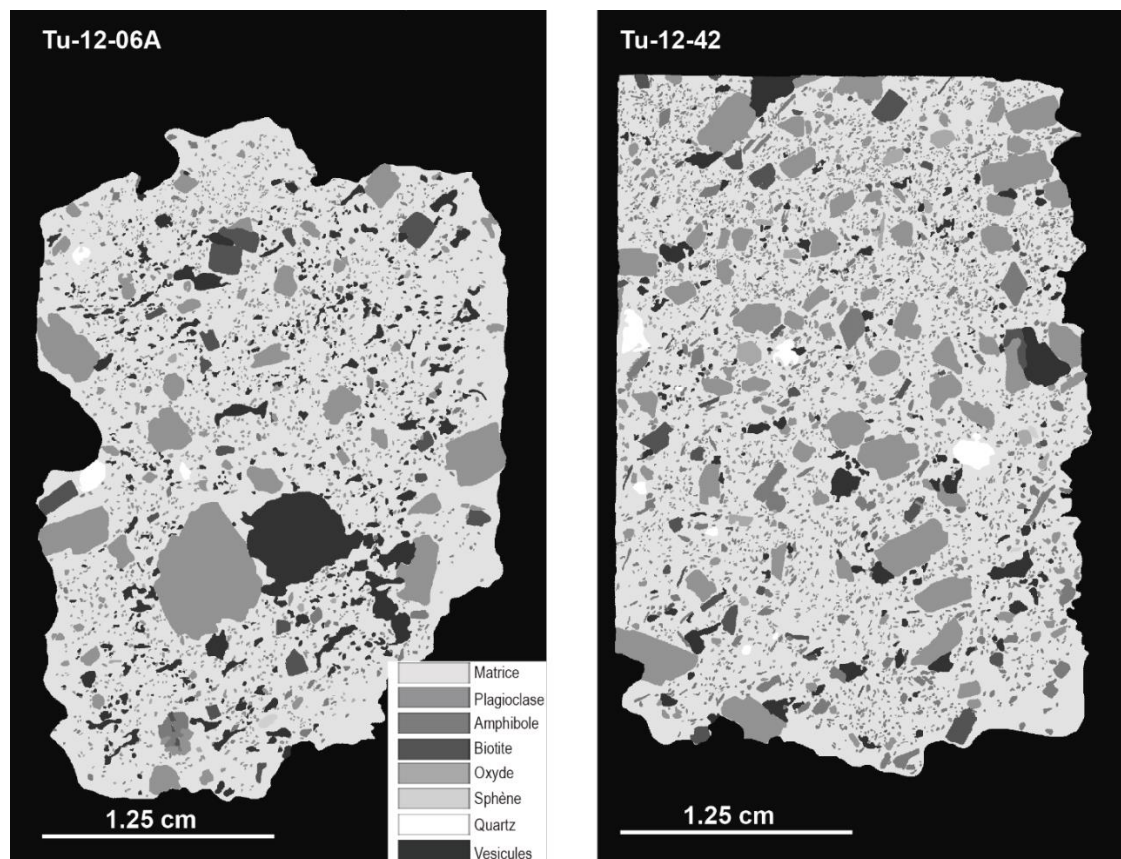 Tu-12-06A
Tu-12-42
Matrice
Plagioclase
Amphibole
Biotite
Oxyde
Sphène
Quartz
Vesicules
1.25 cm
1.25 cm